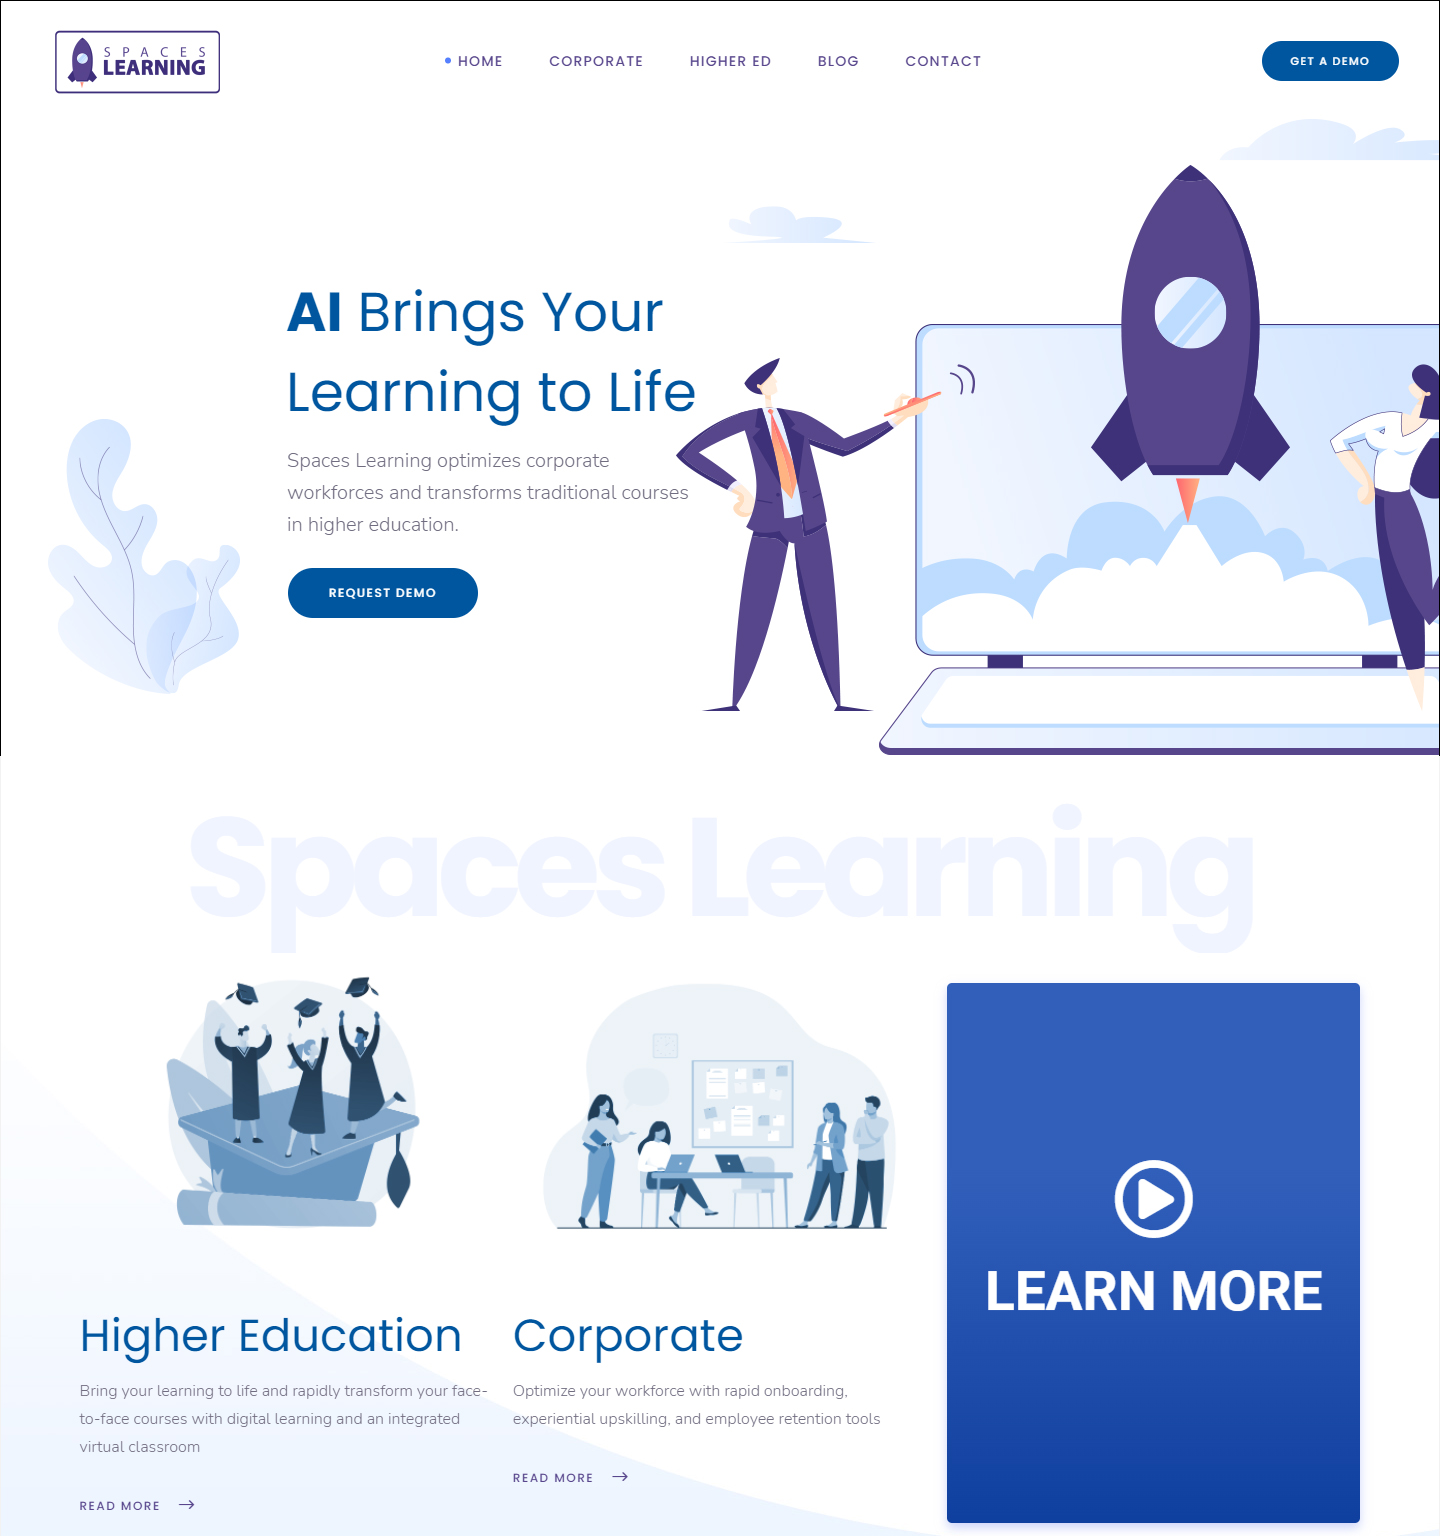 SPACES
LEARNING
HOME
CORPORATE
HIGHER ED
BLOG
CONTACT
GET A DEMO
AI Brings Your
Learning to Life
Spaces Learning optimizes corporate
workforces and transforms traditional courses
in higher education.
REQUEST DEMO
Spaces Learning
LEARN MORE
Higher Education
Bring your learning to life and rapidly transform your face-
to-face courses with digital learning and an integrated
virtual classroom
READ MORE
Corporate
Optimize your workforce with rapid onboarding,
experiential upskilling, and employee retention tools
READ MORE